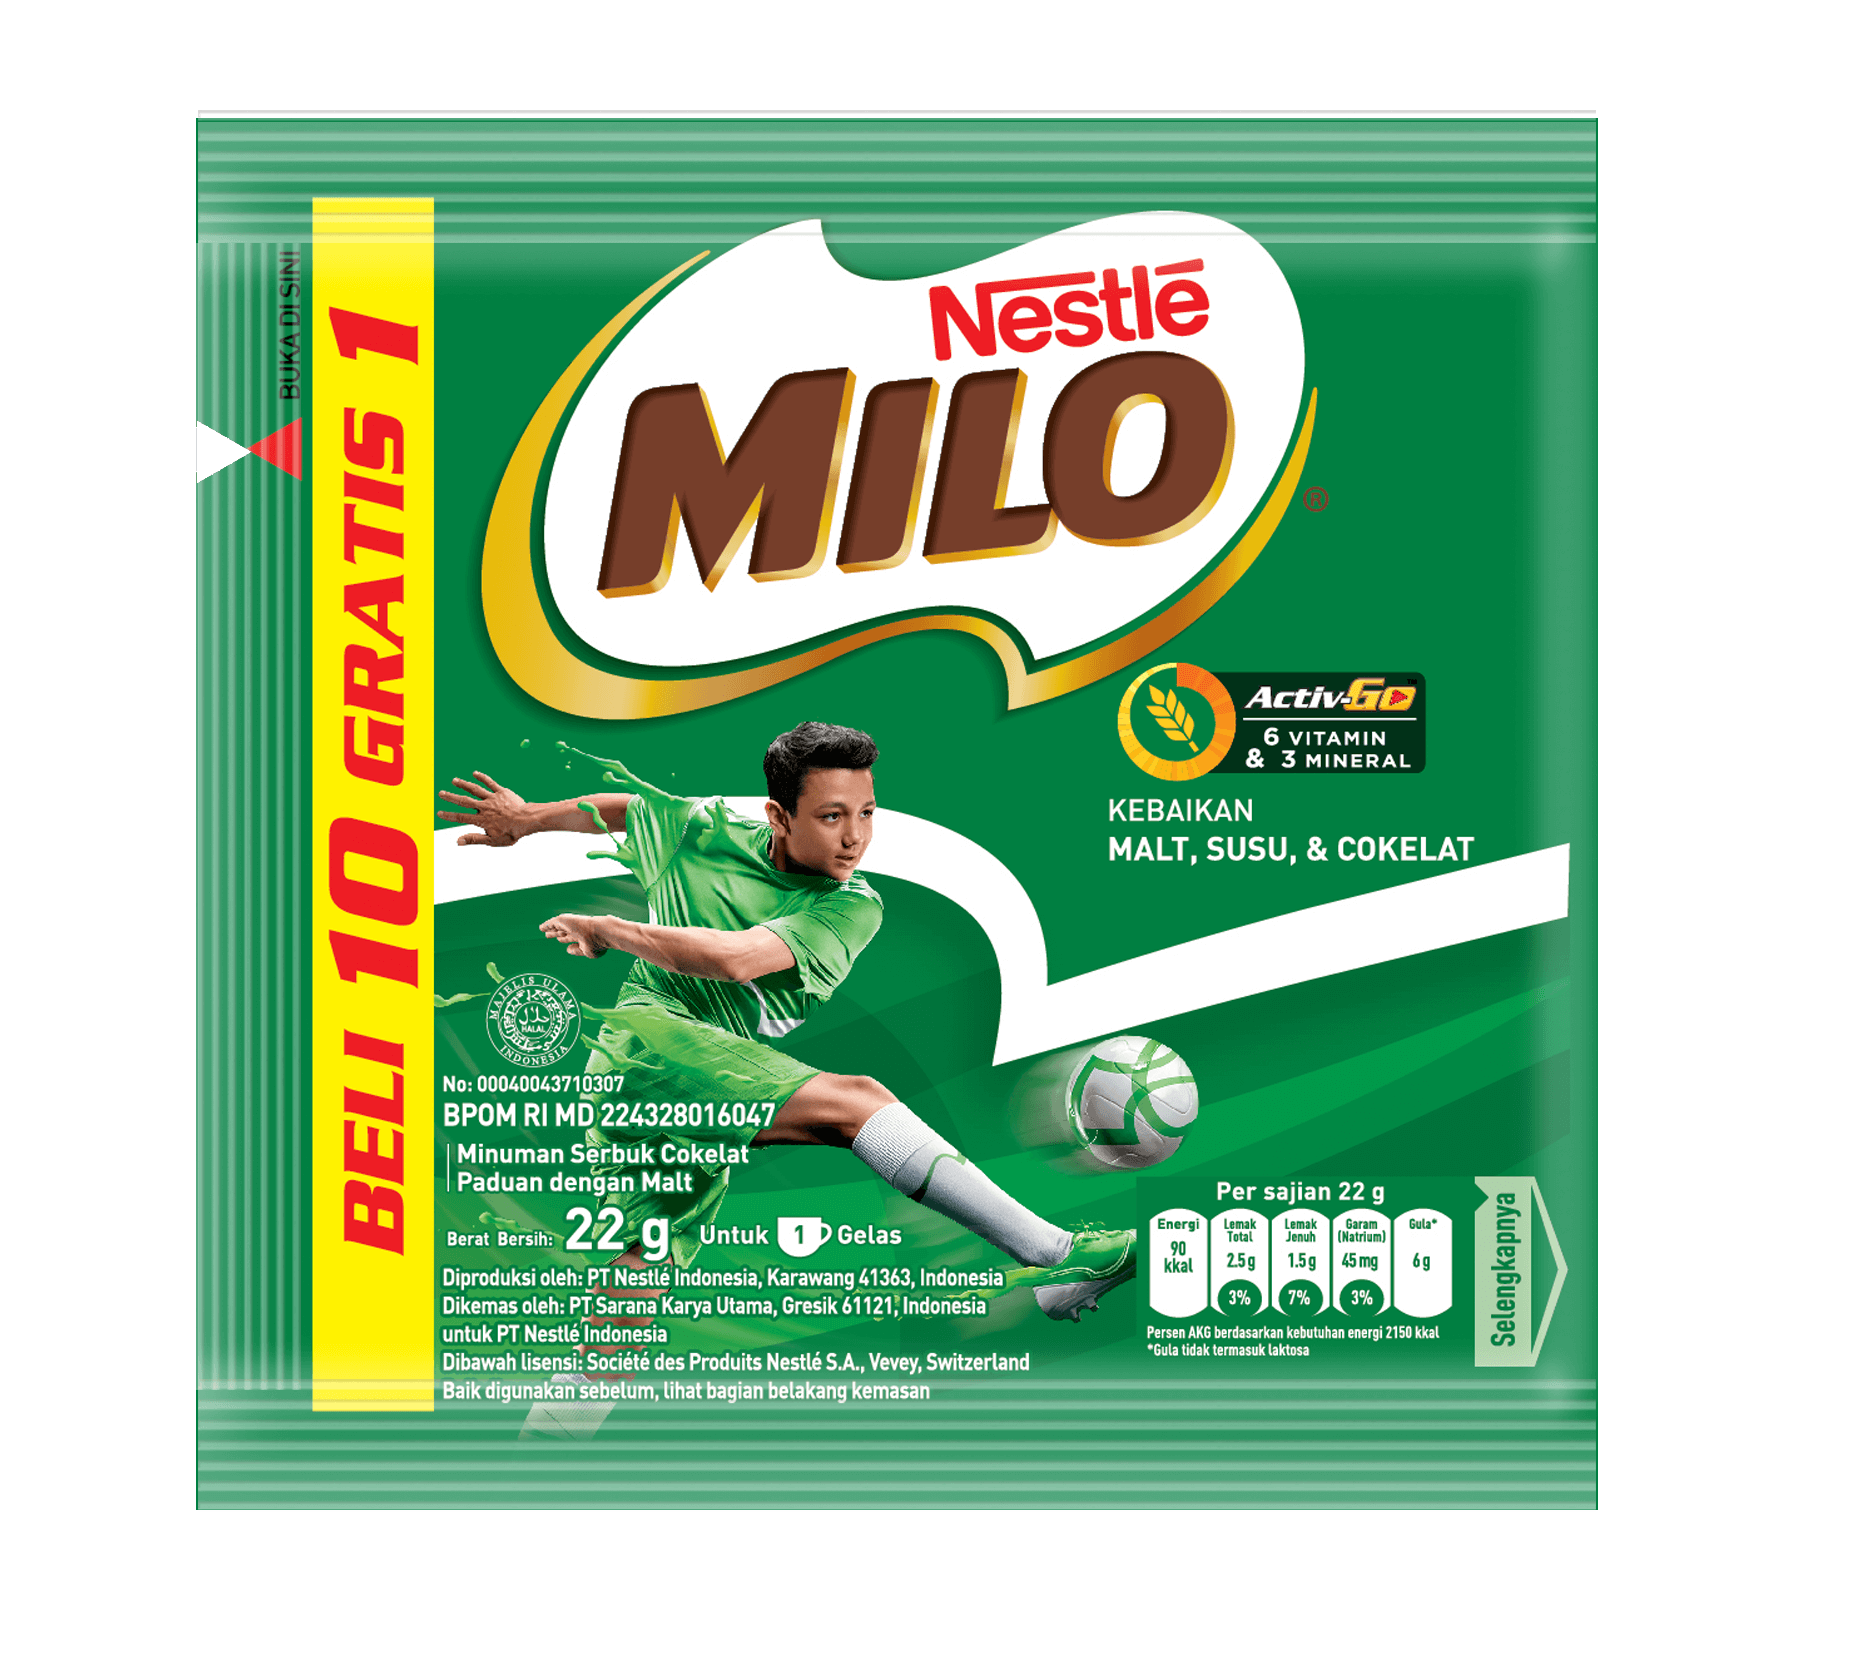 BUKA DI SINI
BELI 10 GRATIS 1
Nestlé
MILO
®
Activ-Go™
6 VITAMIN
& 3 MINERAL
KEBAIKAN
MALT, SUSU, & COKELAT
MAJELIS ULAMA
HALAL
INDONESIA
No: 00040043710307
BPOM RI MD 224328016047
Minuman Serbuk Cokelat
Paduan dengan Malt
Berat Bersih: 22 g Untuk 1 Gelas
Diproduksi oleh: PT Nestlé Indonesia, Karawang 41363, Indonesia
Dikemas oleh: PT Sarana Karya Utama, Gresik 61121, Indonesia
untuk PT Nestlé Indonesia
Dibawah lisensi: Société des Produits Nestlé S.A., Vevey, Switzerland
Baik digunakan sebelum, lihat bagian belakang kemasan
Per sajian 22 g
Energi
90
kkal
Lemak
Total
2.5 g
3%
Lemak
Jenuh
1.5 g
7%
Garam
(Natrium)
45 mg
3%
Gula*
6 g
Persen AKG berdasarkan kebutuhan energi 2150 kkal
*Gula tidak termasuk laktosa
Selengkapnya